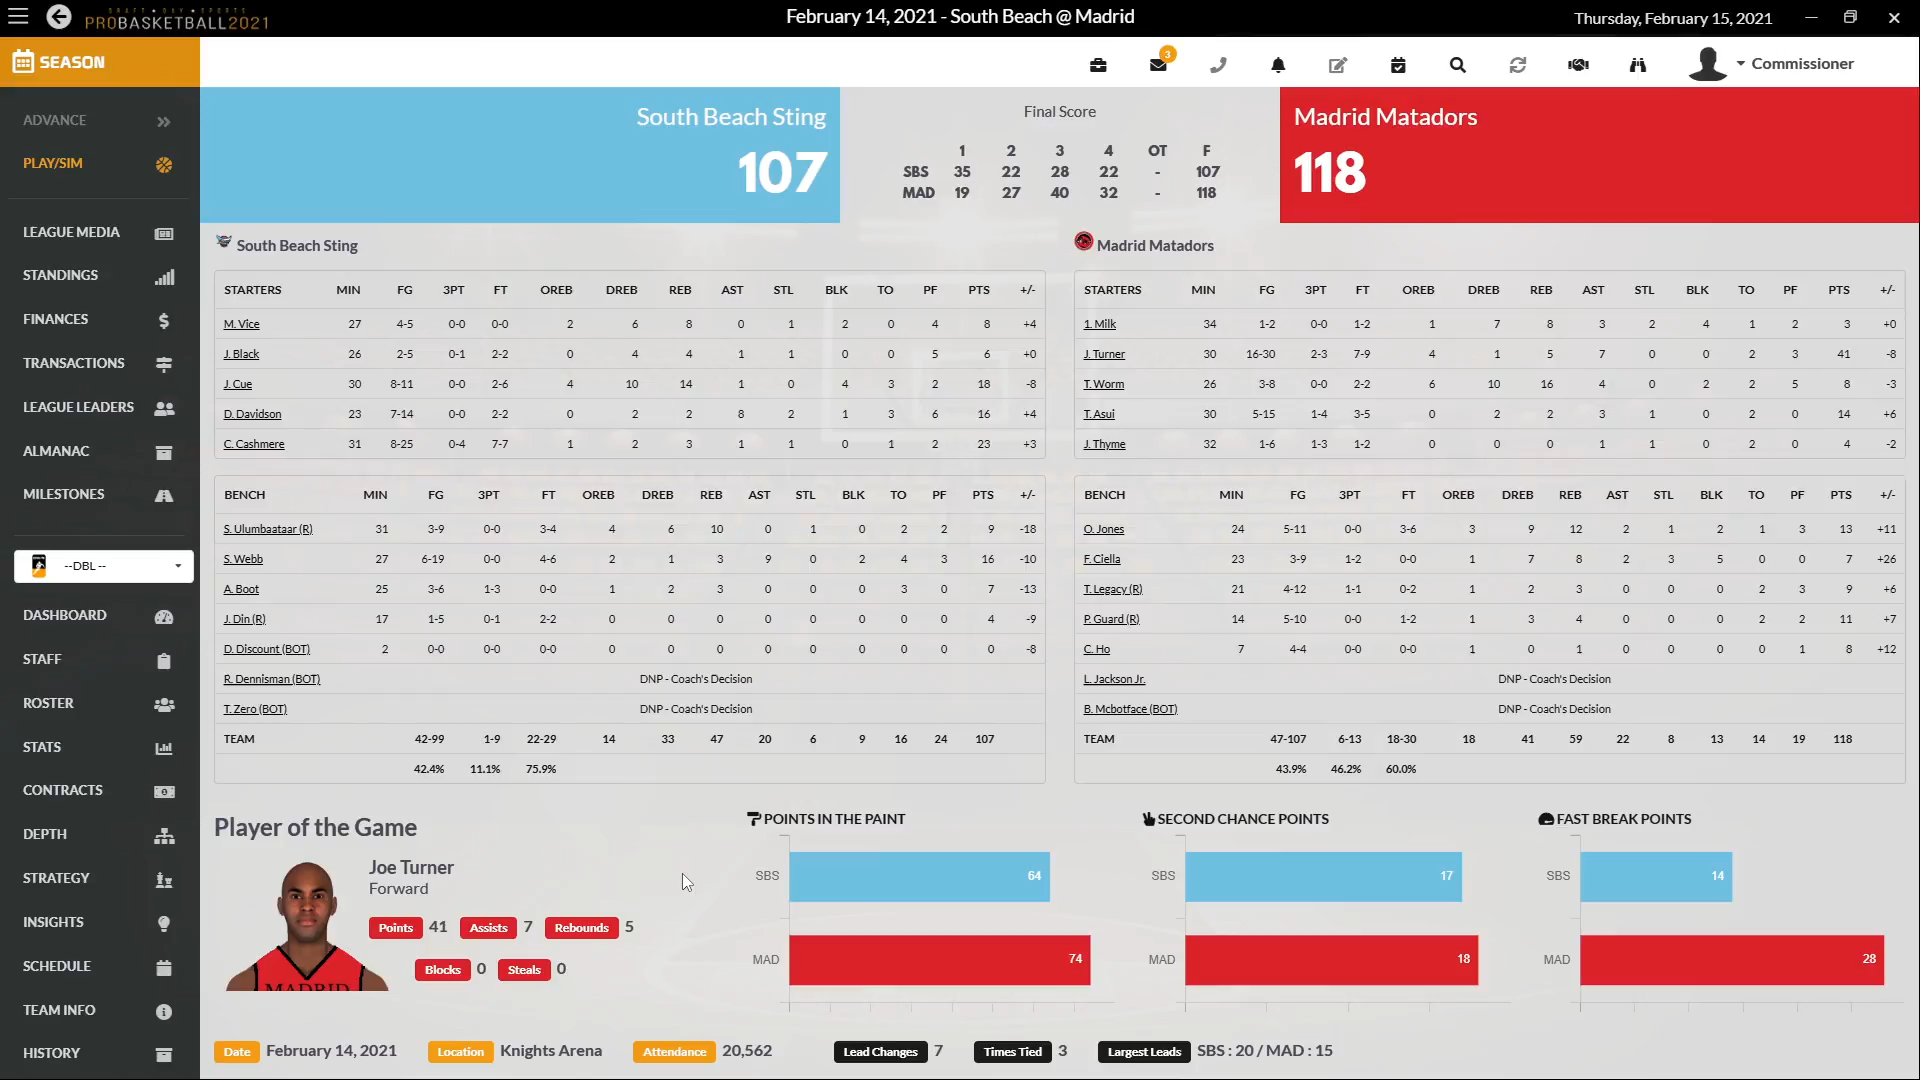 DRAFT DAY SPORTS
PROBASKETBALL2021
February 14, 2021 - South Beach @ Madrid
Thursday, February 15, 2021
SEASON
3
Commissioner
ADVANCE
PLAY/SIM
LEAGUE MEDIA
STANDINGS
FINANCES
TRANSACTIONS
LEAGUE LEADERS
ALMANAC
MILESTONES
--DBL --
DASHBOARD
STAFF
ROSTER
STATS
CONTRACTS
DEPTH
STRATEGY
INSIGHTS
SCHEDULE
TEAM INFO
HISTORY
South Beach Sting
107
Final Score
1 2 3 4 OT F
SBS 35 22 28 22 - 107
MAD 19 27 40 32 - 118
Madrid Matadors
118
South Beach Sting
STARTERS MIN FG 3PT FT OREB DREB REB AST STL BLK TO PF PTS +/-
M. Vice 27 4-5 0-0 0-0 2 6 8 0 1 2 0 4 8 +4
J. Black 26 2-5 0-1 2-2 0 4 4 1 1 0 0 5 6 +0
J. Cue 30 8-11 0-0 2-6 4 10 14 1 0 4 3 2 18 -8
D. Davidson 23 7-14 0-0 2-2 0 2 2 8 2 1 3 6 16 +4
C. Cashmere 31 8-25 0-4 7-7 1 2 3 1 1 0 1 2 23 +3
BENCH MIN FG 3PT FT OREB DREB REB AST STL BLK TO PF PTS +/-
S. Ulumbaataar (R) 31 3-9 0-0 3-4 4 6 10 0 1 0 2 2 9 -18
S. Webb 27 6-19 0-0 4-6 2 1 3 9 0 2 4 3 16 -10
A. Boot 25 3-6 1-3 0-0 1 2 3 0 0 0 3 0 7 -13
J. Din (R) 17 1-5 0-1 2-2 0 0 0 0 0 0 0 2 4 -9
D. Discount (BOT) 2 0-0 0-0 0-0 0 0 0 0 0 0 0 0 0 -8
R. Dennisman (BOT) DNP - Coach's Decision
T. Zero (BOT) DNP - Coach's Decision
TEAM 42-99 1-9 22-29 14 33 47 20 6 9 16 24 107
42.4% 11.1% 75.9%
Madrid Matadors
STARTERS MIN FG 3PT FT OREB DREB REB AST STL BLK TO PF PTS +/-
1. Milk 34 1-2 0-0 1-2 1 7 8 3 2 4 1 2 3 +0
J. Turner 30 16-30 2-3 7-9 4 1 5 7 0 0 2 3 41 -8
T. Worm 26 3-8 0-0 2-2 6 10 16 4 0 2 2 5 8 -3
T. Asui 30 5-15 1-4 3-5 0 2 2 3 1 0 2 0 14 +6
J. Thyme 32 1-6 1-3 1-2 0 0 0 1 1 0 2 0 4 -2
BENCH MIN FG 3PT FT OREB DREB REB AST STL BLK TO PF PTS +/-
O. Jones 24 5-11 0-0 3-6 3 9 12 2 1 2 1 3 13 +11
F. Ciella 23 3-9 1-2 0-0 1 7 8 2 3 5 0 0 7 +26
T. Legacy (R) 21 4-12 1-1 0-2 1 2 3 0 0 0 2 3 9 +6
P. Guard (R) 14 5-10 0-0 1-2 1 3 4 0 0 0 2 2 11 +7
C. Ho 7 4-4 0-0 0-0 1 0 1 0 0 0 0 1 8 +12
L. Jackson Jr. DNP - Coach's Decision
B. Mcbotface (BOT) DNP - Coach's Decision
TEAM 47-107 6-13 18-30 18 41 59 22 8 13 14 19 118
43.9% 46.2% 60.0%
Player of the Game
Joe Turner
Forward
Points 41 Assists 7 Rebounds 5
Blocks 0 Steals 0
MADRID
POINTS IN THE PAINT
SBS 64
MAD 74
SECOND CHANCE POINTS
SBS 17
MAD 18
FAST BREAK POINTS
SBS 14
MAD 28
Date February 14, 2021 Location Knights Arena Attendance 20,562 Lead Changes 7 Times Tied 3 Largest Leads SBS : 20 / MAD : 15